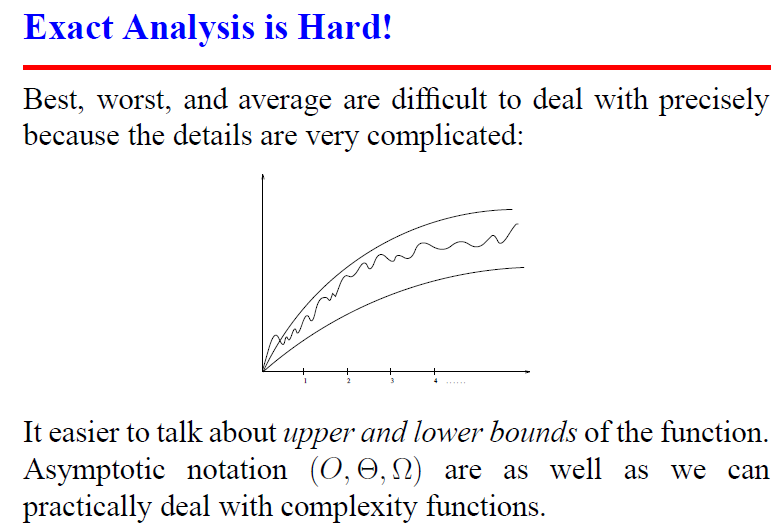 Exact Analysis is Hard!
Best, worst, and average are difficult to deal with precisely
because the details are very complicated:
1 2 3 4 .......
It easier to talk about upper and lower bounds of the function.
Asymptotic notation (O, Θ, Ω) are as well as we can
practically deal with complexity functions.